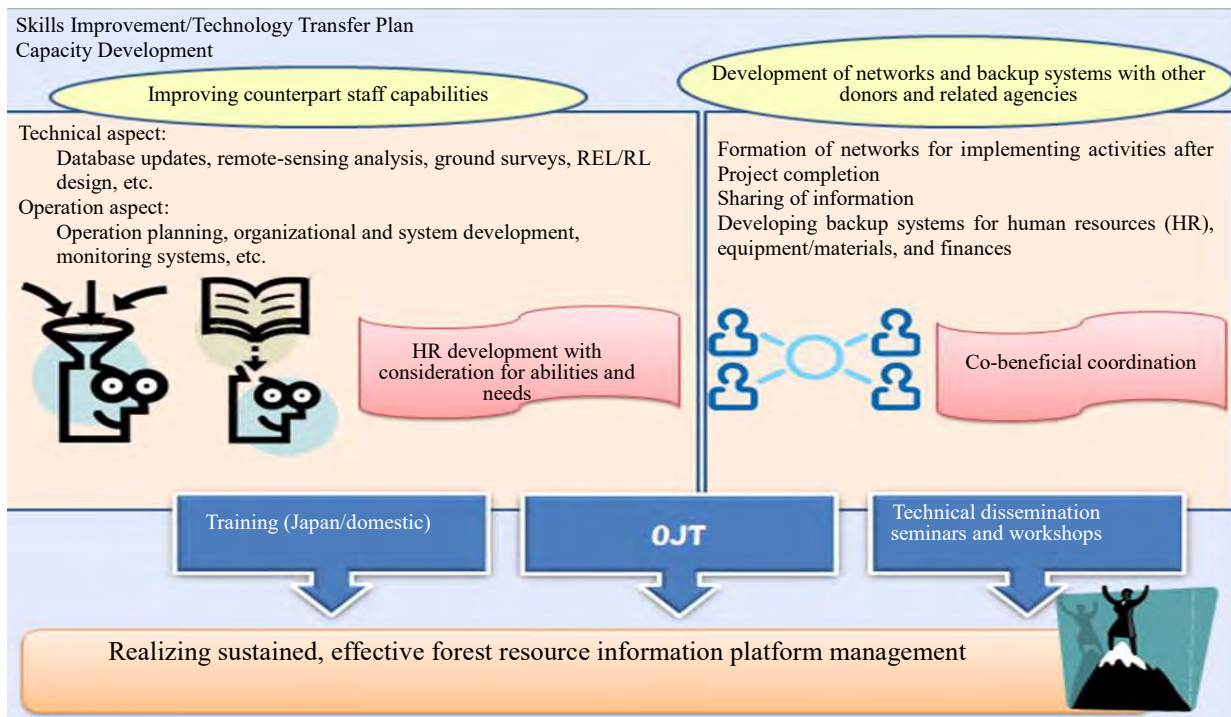 Skills Improvement/Technology Transfer Plan
Capacity Development
Improving counterpart staff capabilities
Technical aspect:
Database updates, remote-sensing analysis, ground surveys, REL/RL
design, etc.
Operation aspect:
Operation planning, organizational and system development,
monitoring systems, etc.
HR development with
consideration for abilities and
needs
Development of networks and backup systems with other
donors and related agencies
Formation of networks for implementing activities after
Project completion
Sharing of information
Developing backup systems for human resources (HR),
equipment/materials, and finances
Co-beneficial coordination
Training (Japan/domestic)
OJT
Technical dissemination
seminars and workshops
Realizing sustained, effective forest resource information platform management